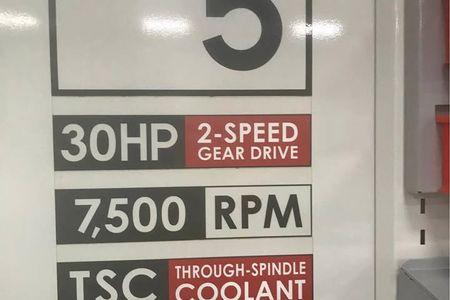 5
30HP 2-SPEED
GEAR DRIVE
7,500 RPM
TSC THROUGH-SPINDLE
COOLANT